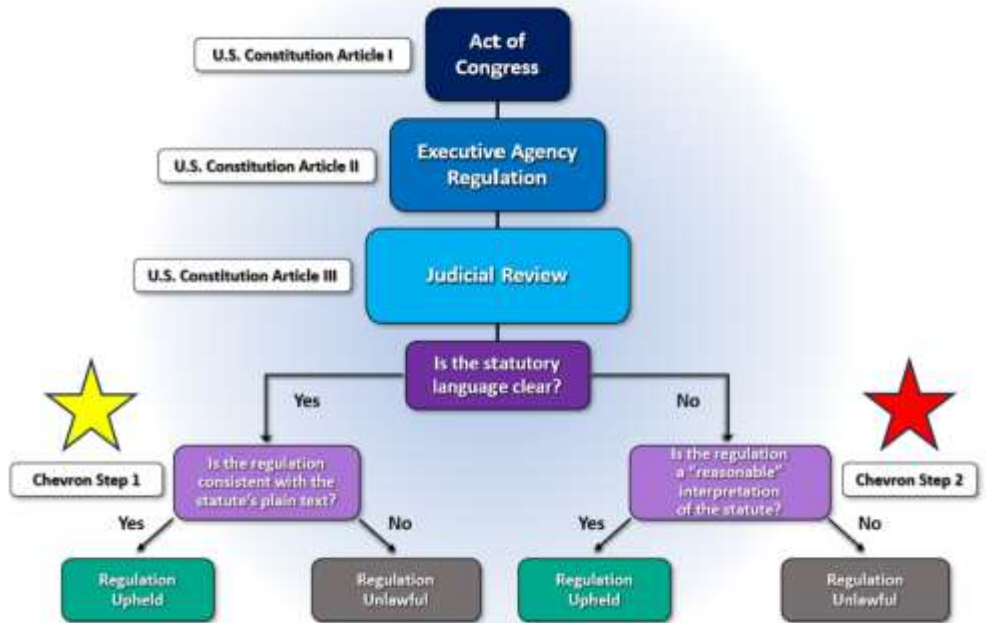 Act of
Congress
U.S. Constitution Article I
Executive Agency
Regulation
U.S. Constitution Article II
Judicial Review
U.S. Constitution Article III
Is the statutory
language clear?
Yes
No
Chevron Step 1
Is the regulation
consistent with the
statute's plain text?
Is the regulation
a "reasonable"
interpretation
of the statute?
Chevron Step 2
Yes
No
Yes
No
Regulation
Upheld
Regulation
Unlawful
Regulation
Upheld
Regulation
Unlawful